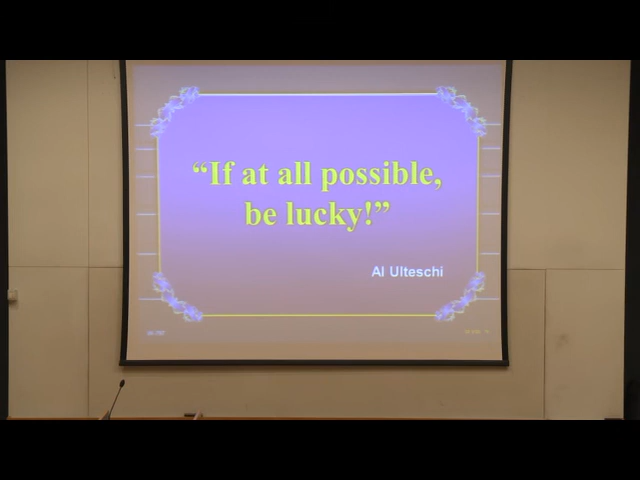 “If at all possible,
be lucky!”
Al Ulteschi